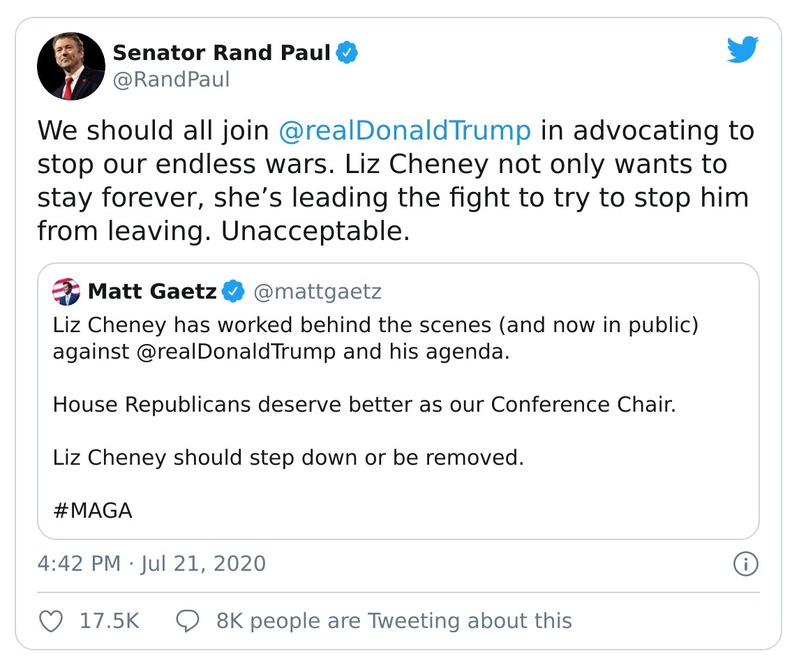 Senator Rand Paul
@RandPaul
We should all join @realDonaldTrump in advocating to
stop our endless wars. Liz Cheney not only wants to
stay forever, she’s leading the fight to try to stop him
from leaving. Unacceptable.
Matt Gaetz @mattgaetz
Liz Cheney has worked behind the scenes (and now in public)
against @realDonaldTrump and his agenda.
House Republicans deserve better as our Conference Chair.
Liz Cheney should step down or be removed.
#MAGA
4:42 PM · Jul 21, 2020
17.5K 8K people are Tweeting about this